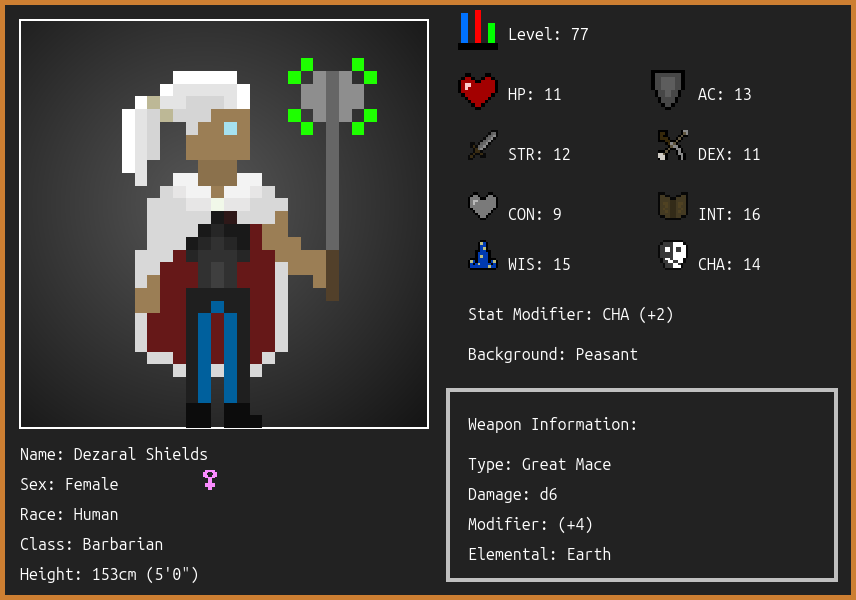 Level: 77
HP: 11
AC: 13
STR: 12
DEX: 11
CON: 9
INT: 16
WIS: 15
CHA: 14
Stat Modifier: CHA (+2)
Background: Peasant
Weapon Information:
Type: Great Mace
Damage: d6
Modifier: (+4)
Elemental: Earth
Name: Dezaral Shields
Sex: Female
Race: Human
Class: Barbarian
Height: 153cm (5'0")